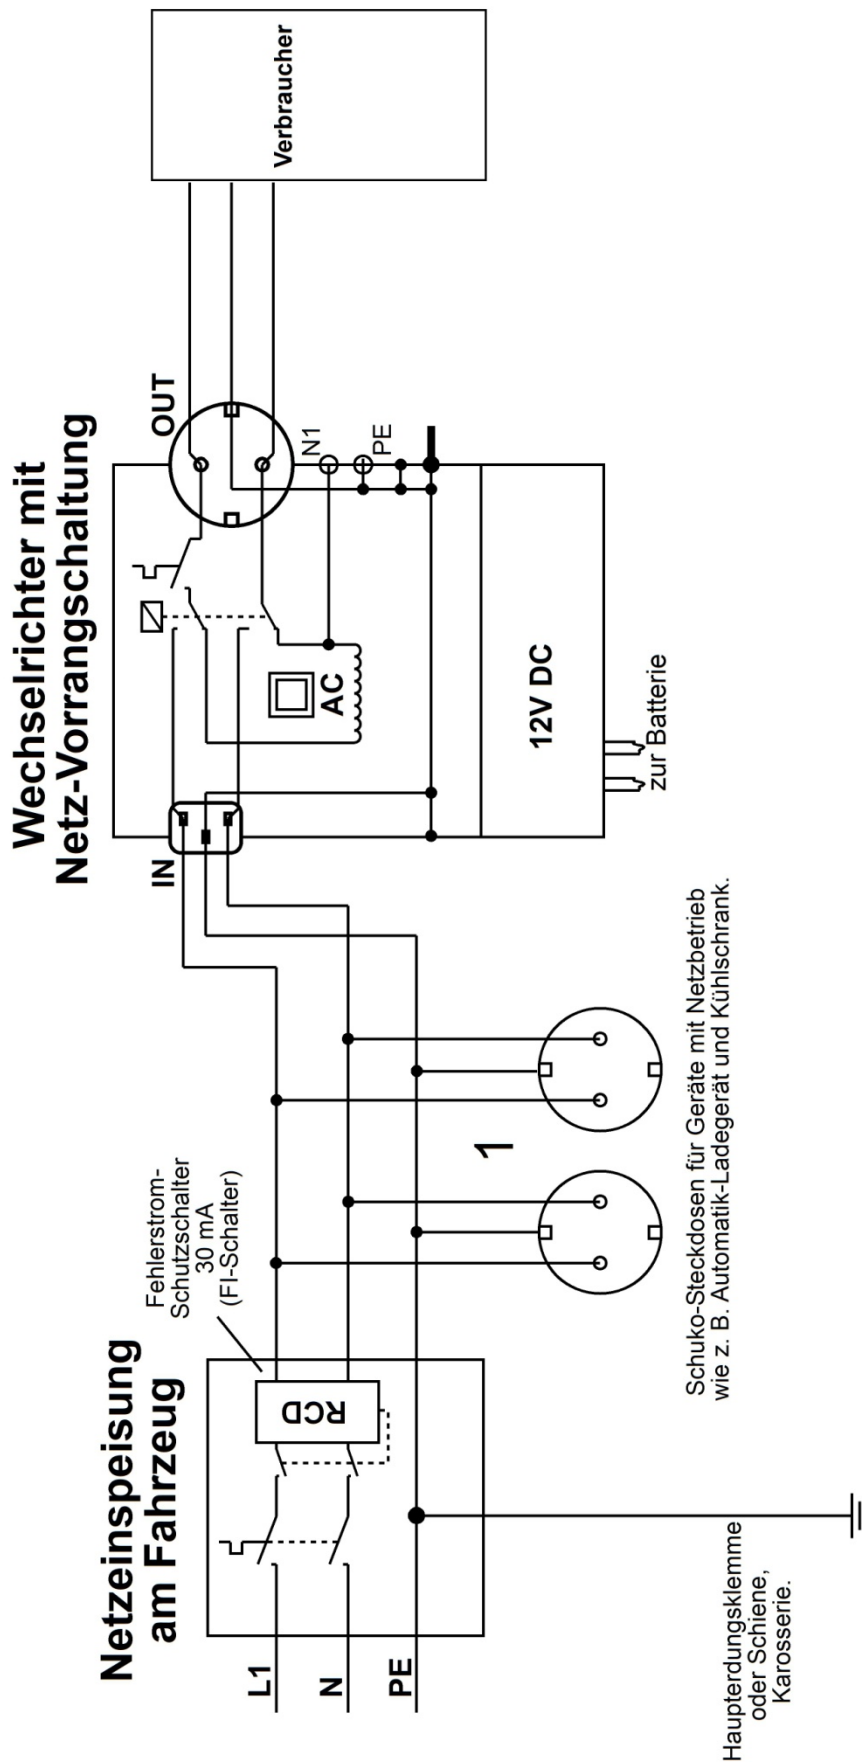 Netzeinspeisung
am Fahrzeug
Fehlerstrom-
Schutzschalter
30 mA
(FI-Schalter)
L1
N
PE
RCD
Haupterdungsklemme
oder Schiene,
Karosserie.
1
Schuko-Steckdosen für Geräte mit Netzbetrieb
wie z. B. Automatik-Ladegerät und Kühlschrank.
Wechselrichter mit
Netz-Vorrangschaltung
IN
OUT
AC
N1
PE
12V DC
zur Batterie
Verbraucher